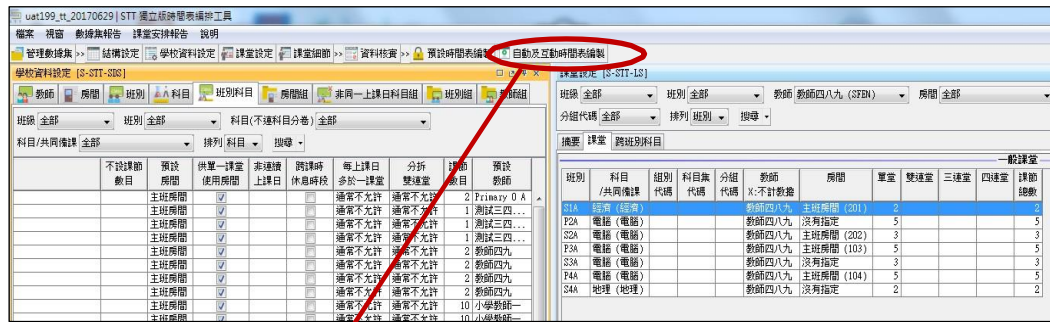 uat199_tt_20170629 | STT 獨立版時間表編排工具
檔案 視窗 數據集報告 課堂安排報告 說明
管理數據集 >> 結構設定 學校資料設定 課堂設定 課堂細節 >> 資料核資 >> 預設時間表編製 自動及互動時間表編製
學校資料設定 [S-STT-SDS]
教師 房間 班別 科目 班別科目 房間組 非同一上課日科目組 班別組 教師組
班級 全部 班別 全部 科目(不連科目分卷) 全部
科目/共同備課 全部 排列 科目 搜尋
不設課節數目 預設房間 供單一課堂使用房間 非連續上課日 跨課時休息時段 每上課日多於一課堂 分拆雙連堂 課節數目 預設教師
主班房間 通常不允許 通常不允許 2 Primary O A
主班房間 通常不允許 通常不允許 1 測試三四...
主班房間 通常不允許 通常不允許 1 測試三四...
主班房間 通常不允許 通常不允許 1 測試三四...
主班房間 通常不允許 通常不允許 2 教師四九
主班房間 通常不允許 通常不允許 2 教師四九
主班房間 通常不允許 通常不允許 2 教師四九
主班房間 通常不允許 通常不允許 2 教師四九
主班房間 通常不允許 通常不允許 10 小學教師一
主班房間 通常不允許 通常不允許 10 小學教師一
課堂設定 [S-STT-LS]
班級 全部 班別 全部 教師 教師四八九 (SFEN) 房間 全部
分組代碼 全部 排列 班別 搜尋
摘要 課堂 跨班別科目
一般課堂
班別 科目/共同備課 組別代碼 科目集代碼 分組代碼 教師 X:不計數擔 房間 單堂 雙連堂 三連堂 四連堂 課節總數
S1A 經濟 (經濟) 教師四八九 主班房間 (201) 2 2
P2A 電腦 (電腦) 教師四八九 沒有指定 5 5
S2A 電腦 (電腦) 教師四八九 主班房間 (202) 3 3
P3A 電腦 (電腦) 教師四八九 主班房間 (103) 5 5
S3A 電腦 (電腦) 教師四八九 沒有指定 3 3
P4A 電腦 (電腦) 教師四八九 主班房間 (104) 5 5
S4A 地理 (地理) 教師四八九 沒有指定 2 2